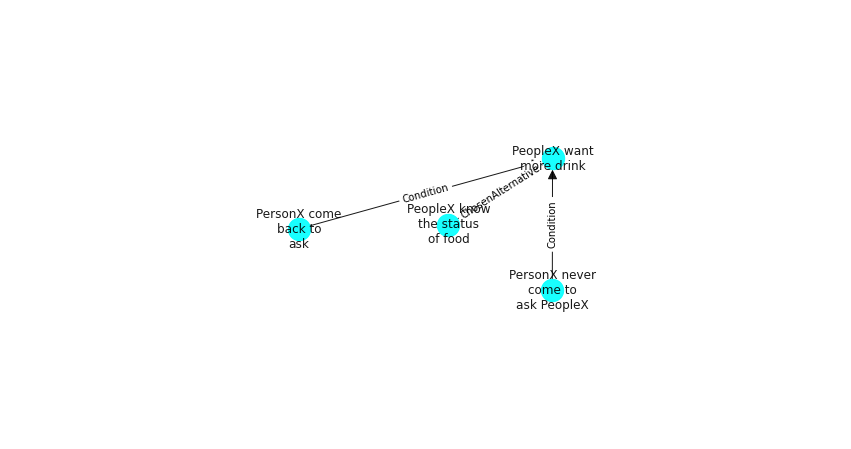 PeopleX want
more drink
Condition
ChosenAlternative
PersonX come
back to
ask
PeopleX know
the status
of food
Condition
PersonX never
come to
ask PeopleX